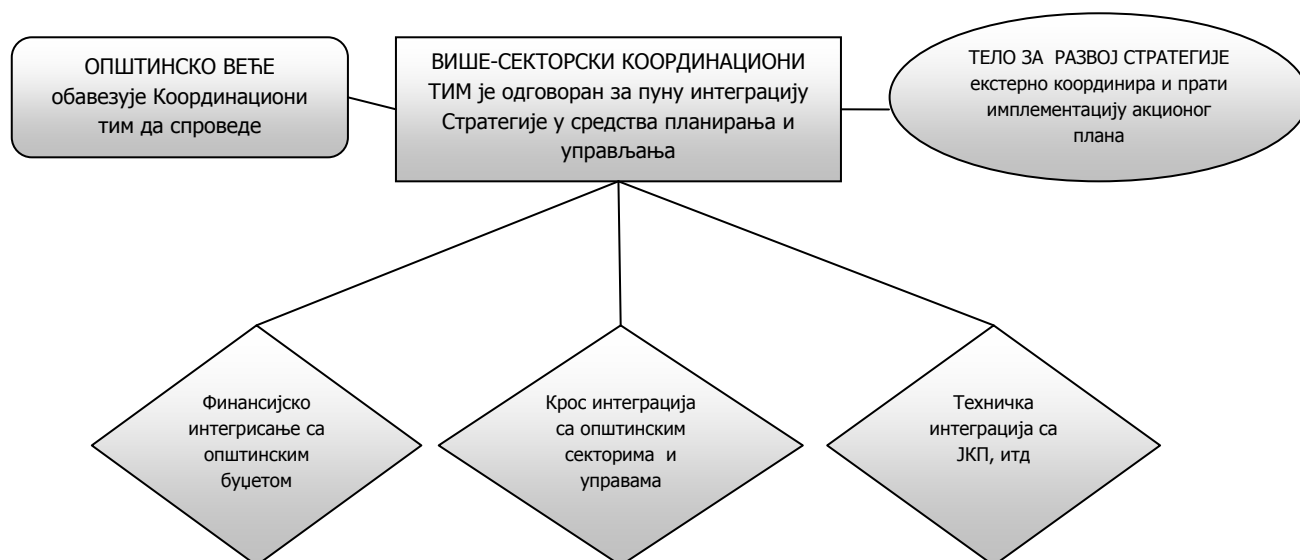 ОПШТИНСКО ВЕЋЕ
обавезује Координациони
тим да спроведе
ВИШЕ-СЕКТОРСКИ КООРДИНАЦИОНИ
ТИМ је одговоран за пуну интеграцију
Стратегије у средства планирања и
управљања
ТЕЛО ЗА РАЗВОЈ СТРАТЕГИЈЕ
екстерно координира и прати
имплементацију акционог
плана
Финансијско
интегрисање са
општинским
буџетом
Крос интеграција
са општинским
секторима и
управама
Техничка
интеграција са
ЈКП, итд